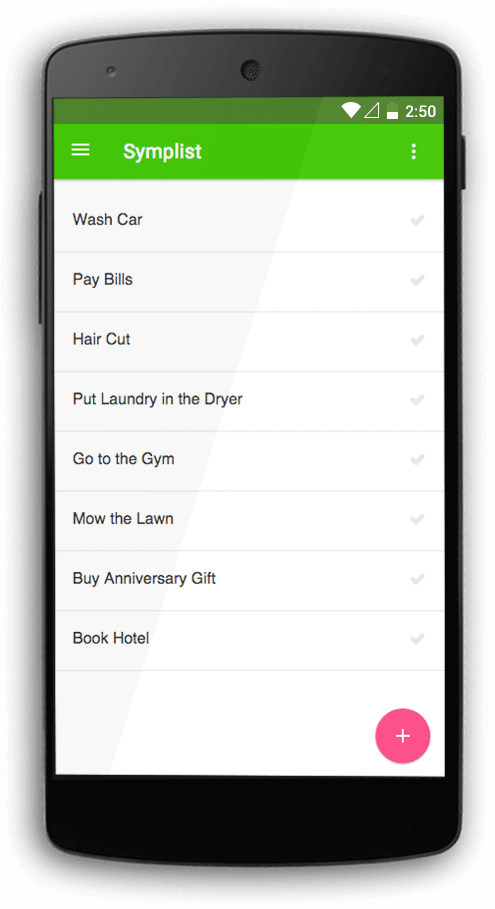 2:50
Symplist
Wash Car
Pay Bills
Hair Cut
Put Laundry in the Dryer
Go to the Gym
Mow the Lawn
Buy Anniversary Gift
Book Hotel
+